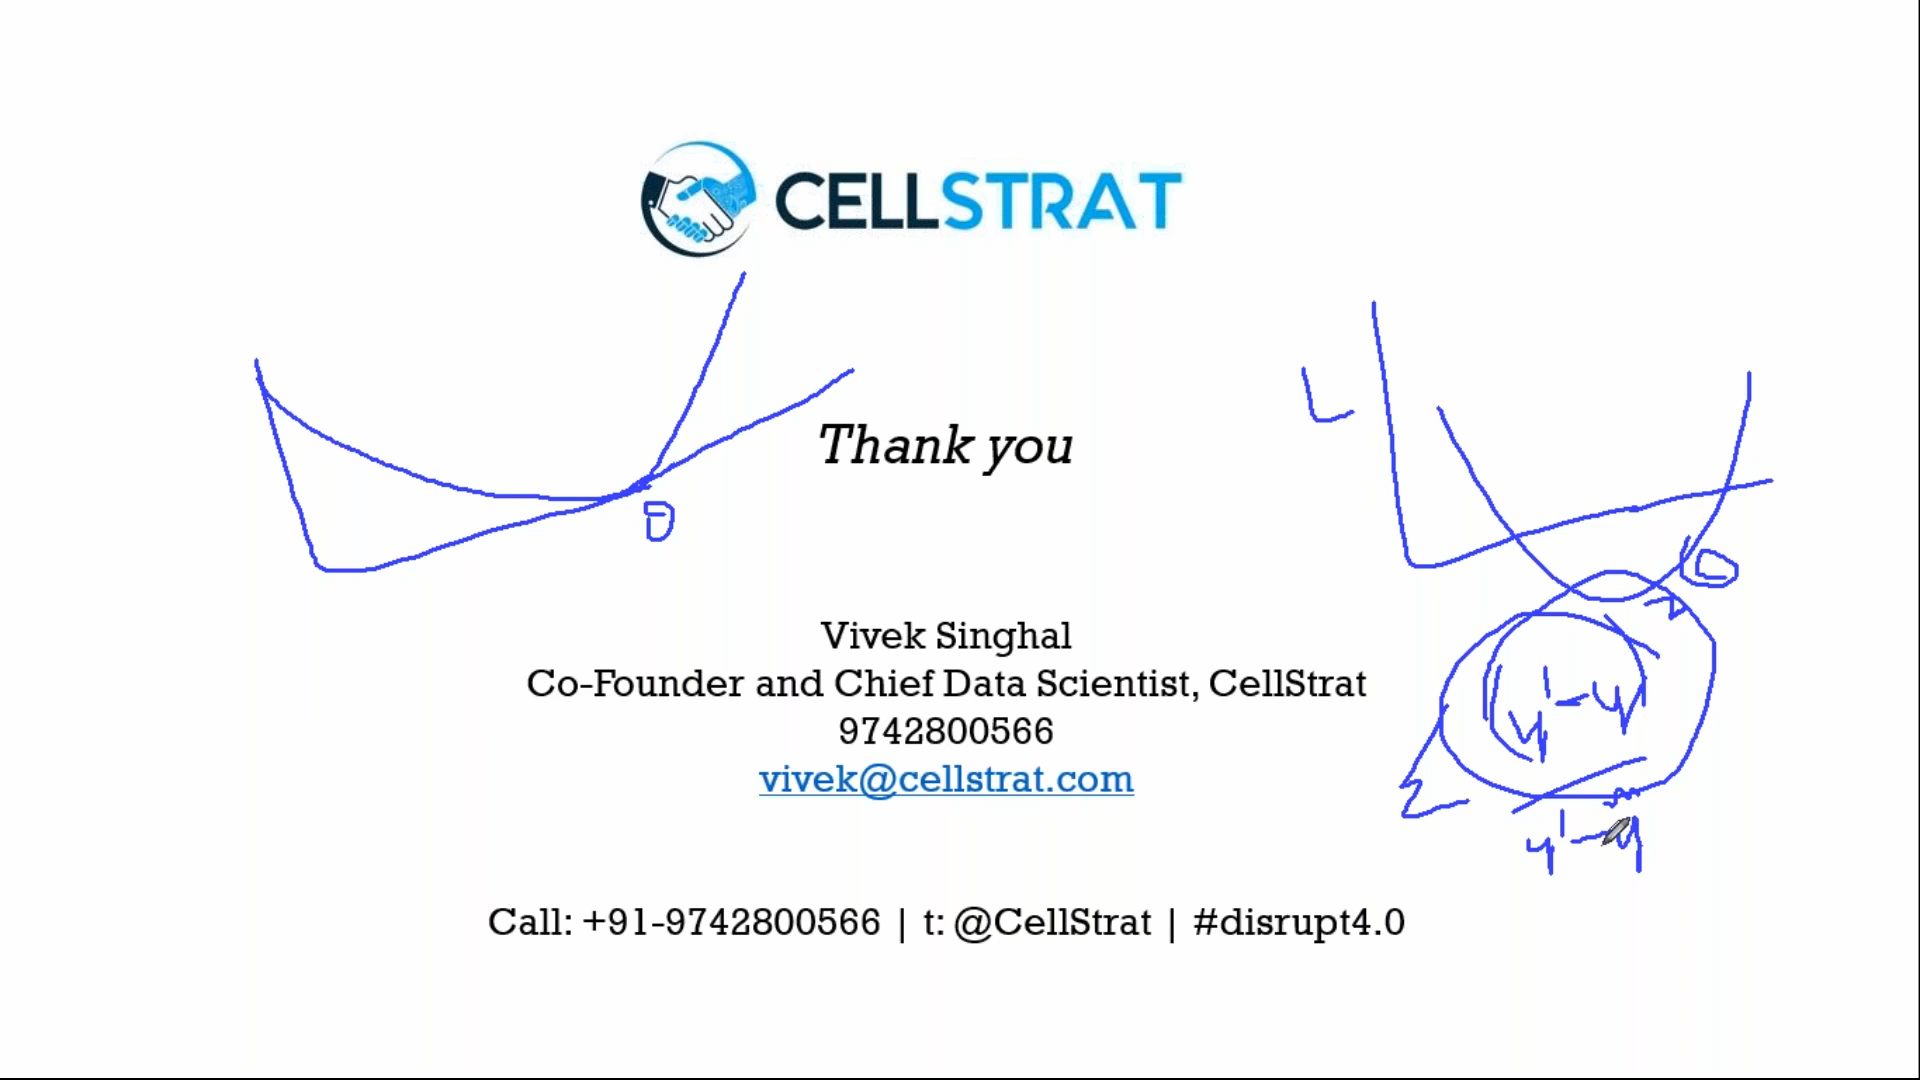 CELLSTRAT
Thank you
Vivek Singhal
Co-Founder and Chief Data Scientist, CellStrat
9742800566
vivek@cellstrat.com
y'-y
y'-y
Call: +91-9742800566 | t: @CellStrat | #disrupt4.0